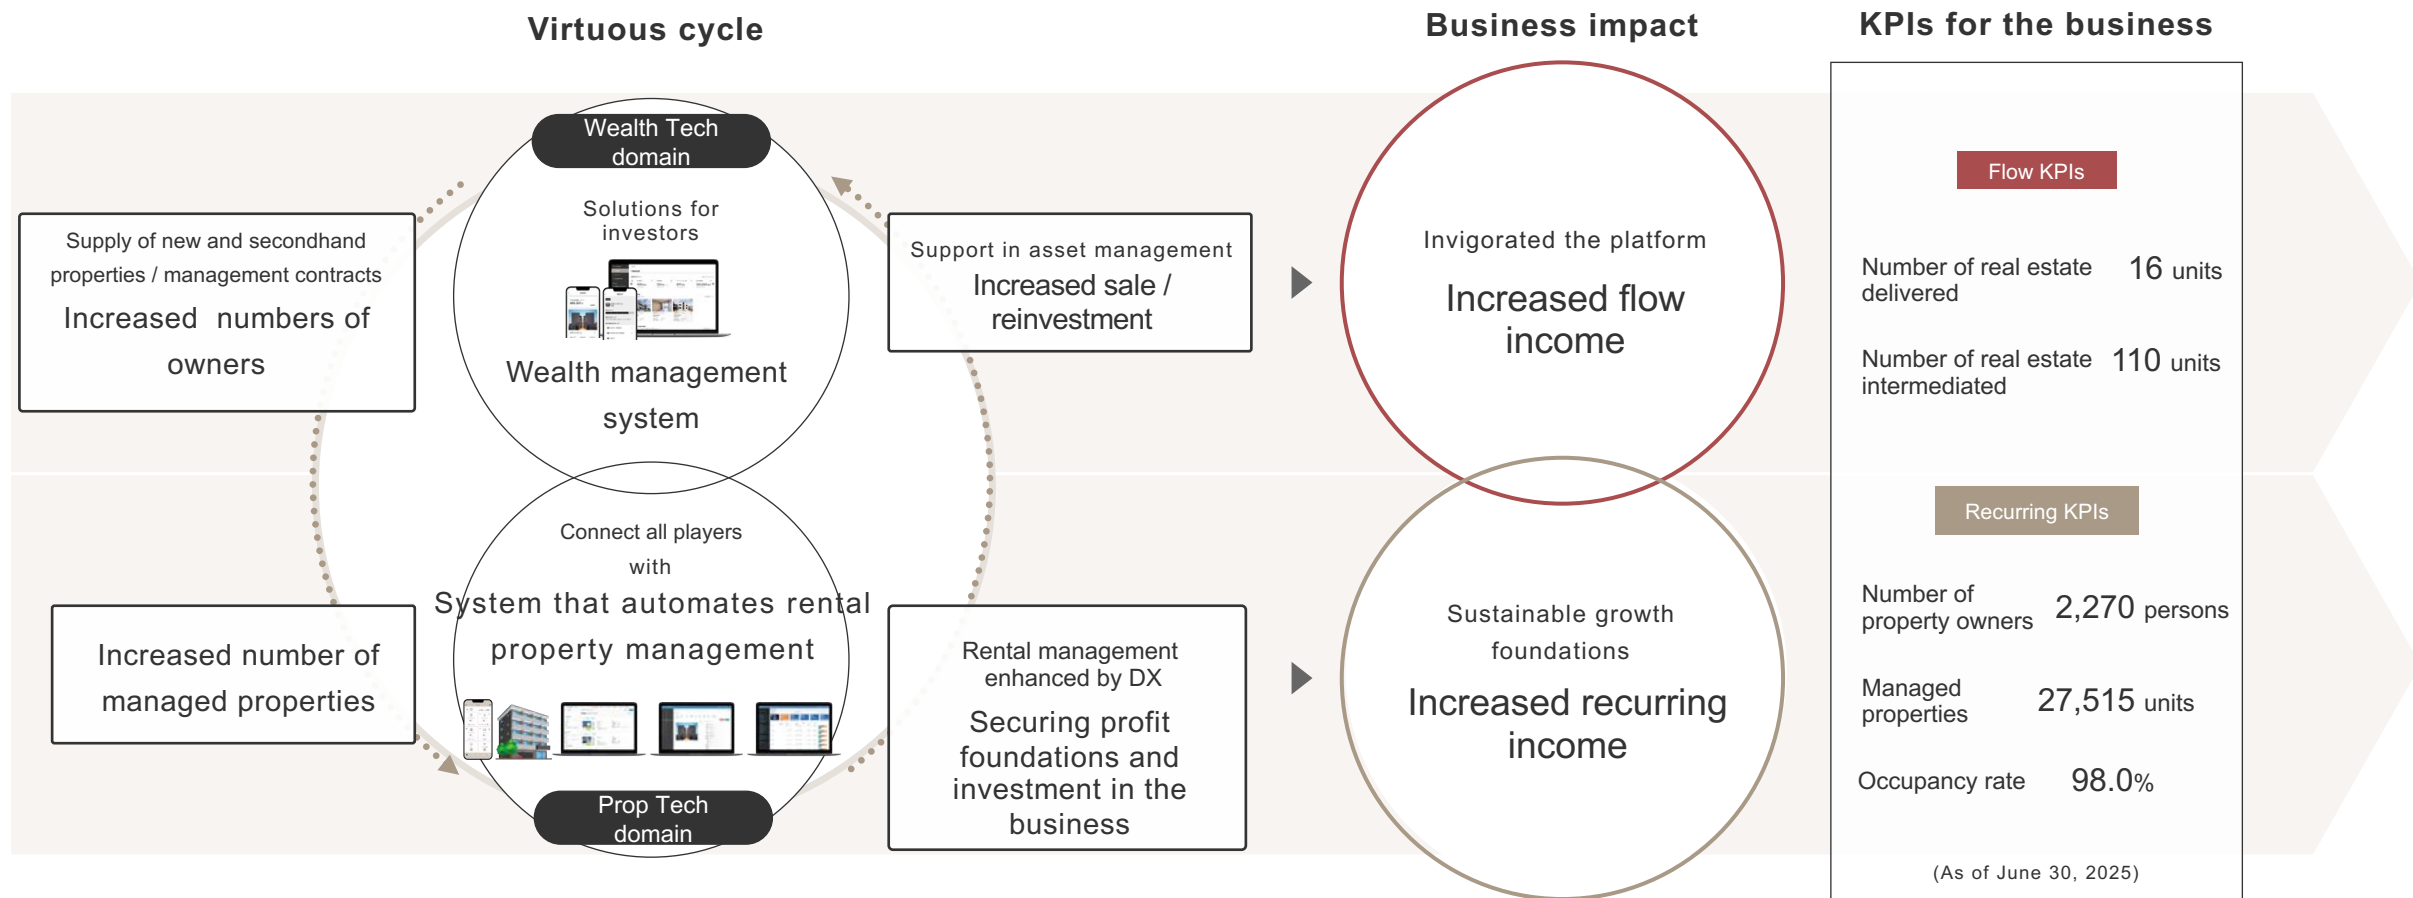 Virtuous cycle
Business impact
KPIs for the business
Wealth Tech
domain
Solutions for
investors
Wealth management
system
Supply of new and secondhand
properties / management contracts
Increased numbers of
owners
Support in asset management
Increased sale /
reinvestment
Invigorated the platform
Increased flow
income
Flow KPIs
Number of real estate
delivered
16 units
Number of real estate
intermediated
110 units
Connect all players
with
System that automates rental
property management
Prop Tech
domain
Increased number of
managed properties
Rental management
enhanced by DX
Securing profit
foundations and
investment in the
business
Sustainable growth
foundations
Increased recurring
income
Recurring KPIs
Number of
property owners
2,270 persons
Managed
properties
27,515 units
Occupancy rate
98.0%
(As of June 30, 2025)